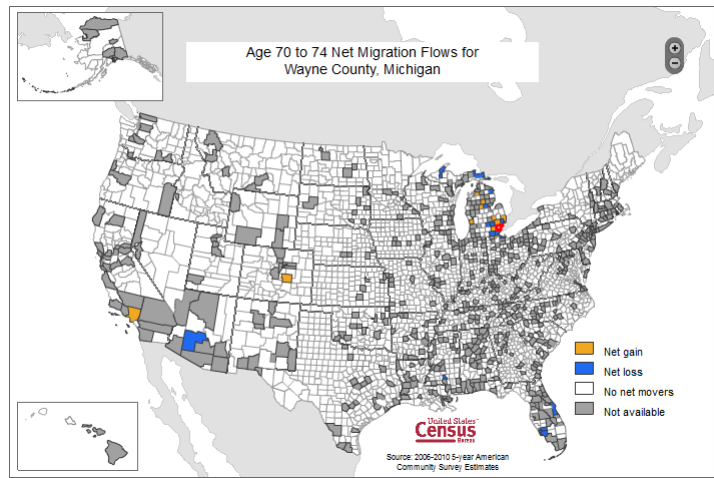 Age 70 to 74 Net Migration Flows for
Wayne County, Michigan
Net gain
Net loss
No net movers
Not available
United States™
Census
Bureau
Source: 2006-2010 5-year American
Community Survey Estimates